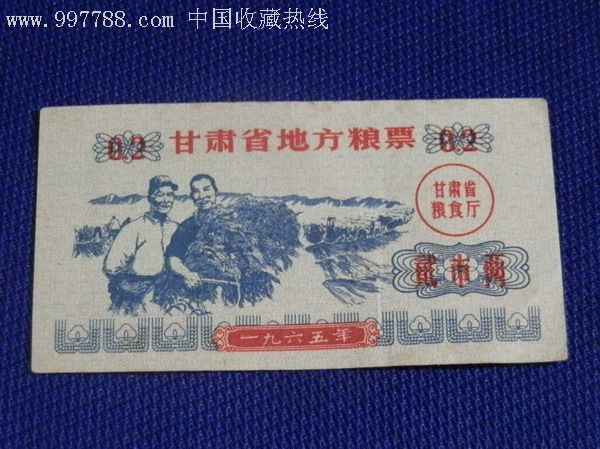 www.997788.com 中国收藏热线
0.2 甘肃省地方粮票 0.2
甘肃省
粮食厅
贰市两
一九六五年